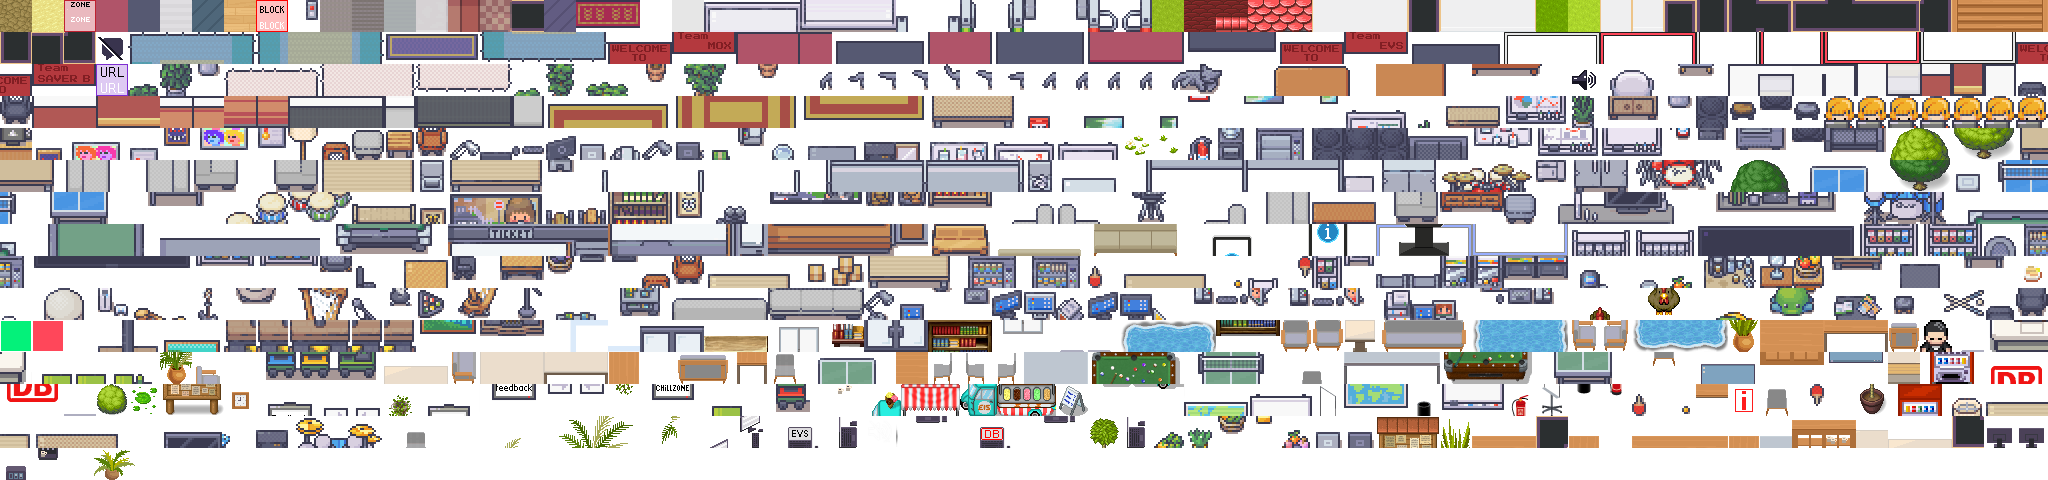 ZONE
ZONE
BLOCK
BLOCK
WELCOME
TO
Team
MOX
WELCOME
TO
Team
EVS
Team
SAVER B
URL
URL
TICKET
i
DB
feedback
CHILLZONE
EIS
i
DB
EVS
DB